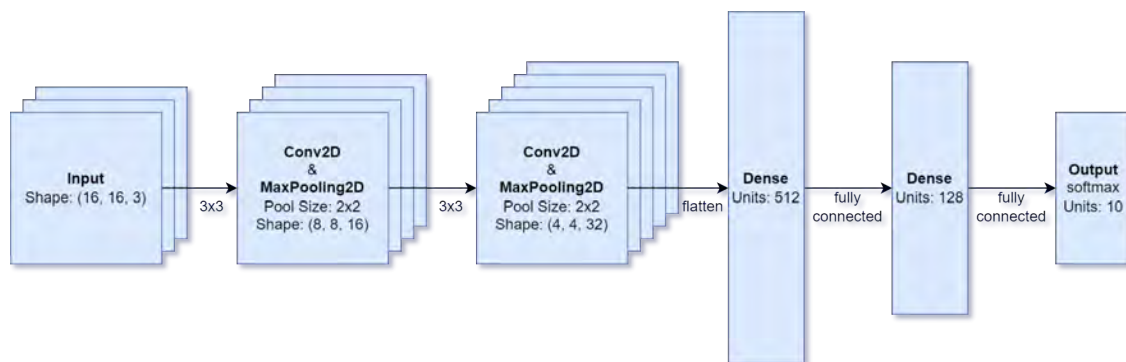 Input
Shape: (16, 16, 3)
3x3
Conv2D
&
MaxPooling2D
Pool Size: 2x2
Shape: (8, 8, 16)
3x3
Conv2D
&
MaxPooling2D
Pool Size: 2x2
Shape: (4, 4, 32)
flatten
Dense
Units: 512
fully
connected
Dense
Units: 128
fully
connected
Output
softmax
Units: 10